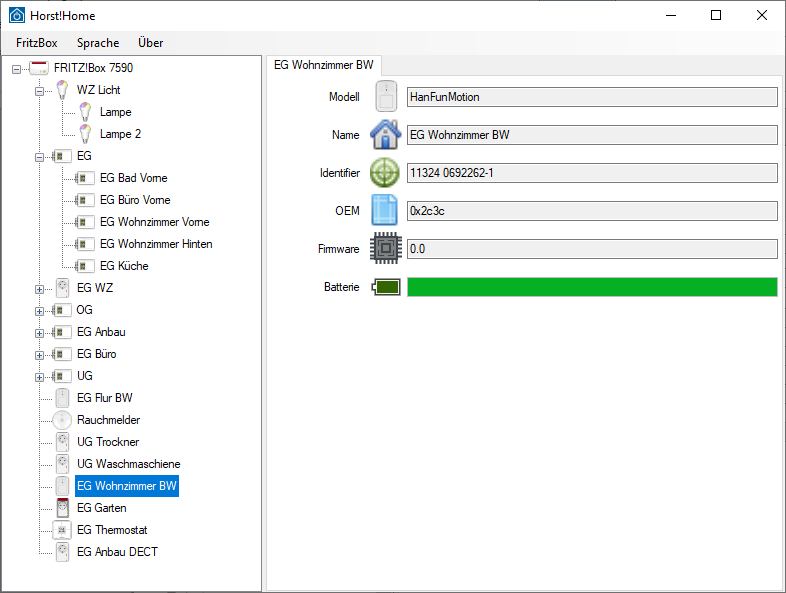 Horst!Home
FritzBox Sprache Über
FRITZ!Box 7590
WZ Licht
Lampe
Lampe 2
EG
EG Bad Vorne
EG Büro Vorne
EG Wohnzimmer Vorne
EG Wohnzimmer Hinten
EG Küche
EG WZ
OG
EG Anbau
EG Büro
UG
EG Flur BW
Rauchmelder
UG Trockner
UG Waschmaschiene
EG Wohnzimmer BW
EG Garten
EG Thermostat
EG Anbau DECT
EG Wohnzimmer BW
Modell HanFunMotion
Name EG Wohnzimmer BW
Identifier 11324 0692262-1
OEM 0x2c3c
Firmware 0.0
Batterie